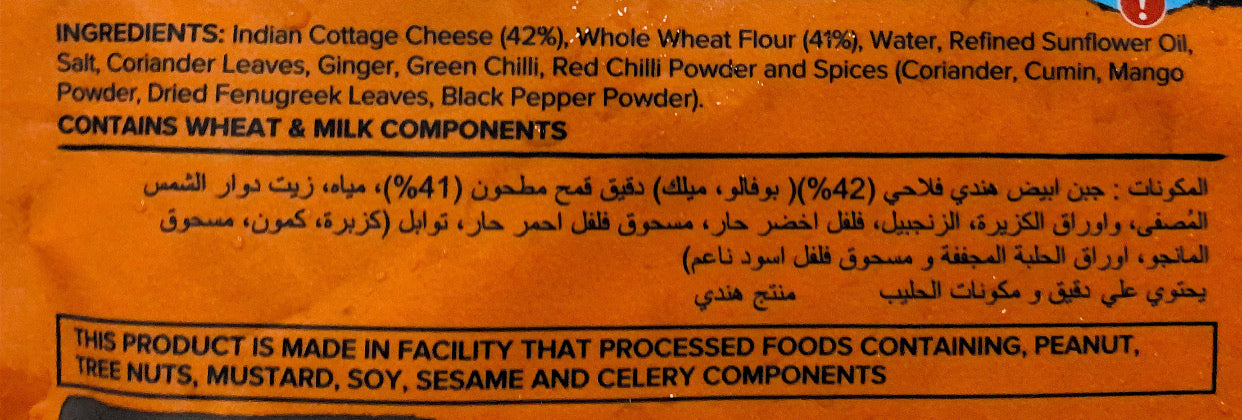 INGREDIENTS: Indian Cottage Cheese (42%), Whole Wheat Flour (41%), Water, Refined Sunflower Oil,
Salt, Coriander Leaves, Ginger, Green Chilli, Red Chilli Powder and Spices (Coriander, Cumin, Mango
Powder, Dried Fenugreek Leaves, Black Pepper Powder).
CONTAINS WHEAT & MILK COMPONENTS
المكونات : جبن ابيض هندي فلاحي (42%)( بوفالو ، ميلك) دقيق قمح مطحون (41%)، مياه، زيت دوار الشمس
المُصفى، واوراق الكزبرة، الزنجبيل، فلفل اخضر حار، مسحوق فلفل احمر حار، توابل (كزبرة، كمون، مسحوق
المانجو، اوراق الحلبة المجففة و مسحوق فلفل اسود ناعم)
يحتوي علي دقيق و مكونات الحليب منتج هندي
THIS PRODUCT IS MADE IN FACILITY THAT PROCESSED FOODS CONTAINING, PEANUT,
TREE NUTS, MUSTARD, SOY, SESAME AND CELERY COMPONENTS